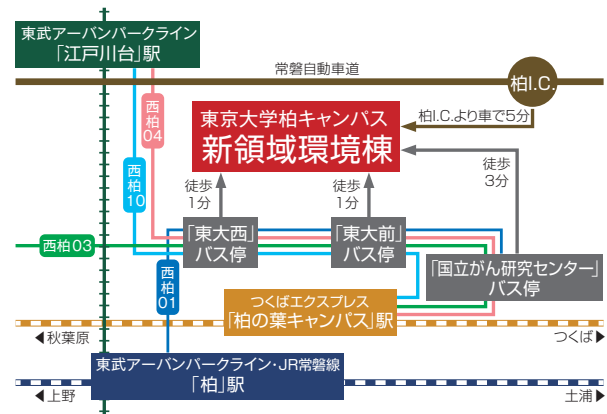 東武アーバンパークライン
「江戸川台」駅
常磐自動車道
柏I.C.
西柏04
東京大学柏キャンパス
新領域環境棟
柏I.C.より車で5分
西柏10
徒歩
1分
徒歩
1分
徒歩
3分
「東大西」
バス停
「東大前」
バス停
西柏03
西柏01
「国立がん研究センター」
バス停
つくばエクスプレス
「柏の葉キャンパス」駅
◀秋葉原
つくば▶
東武アーバンパークライン・JR常磐線
「柏」駅
◀上野
土浦▶